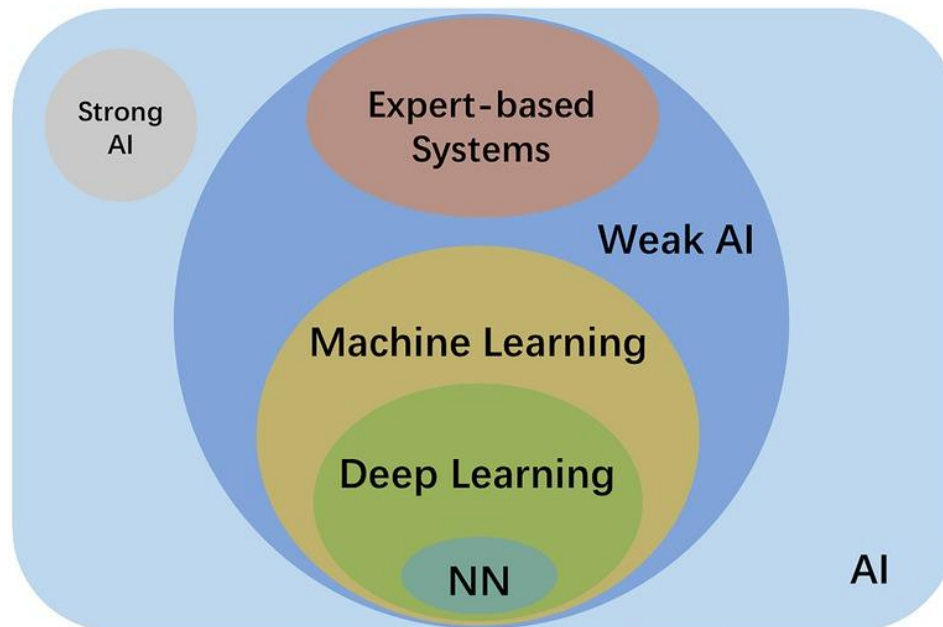 Strong
AI
Expert-based
Systems
Weak AI
Machine Learning
Deep Learning
NN
AI